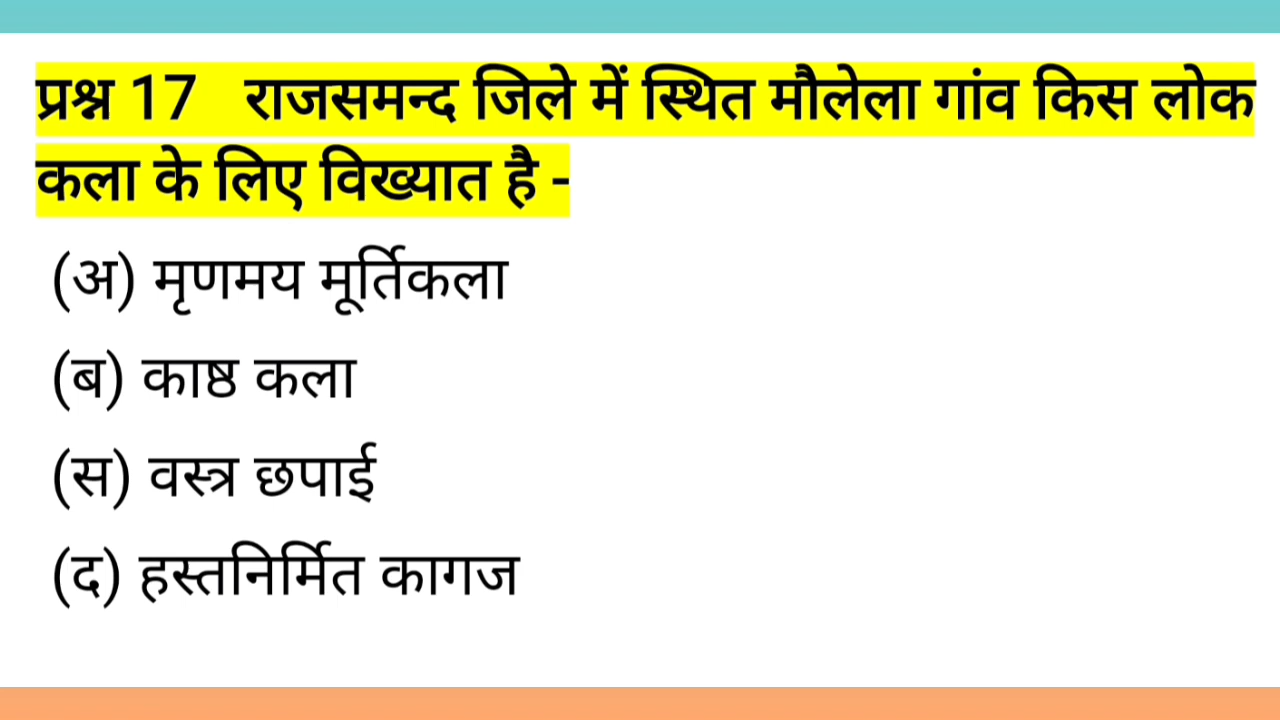 प्रश्न 17 राजसमन्द जिले में स्थित मौलेला गांव किस लोक
कला के लिए विख्यात है -
(अ) मृणमय मूर्तिकला
(ब) काष्ठ कला
(स) वस्त्र छपाई
(द) हस्तनिर्मित कागज